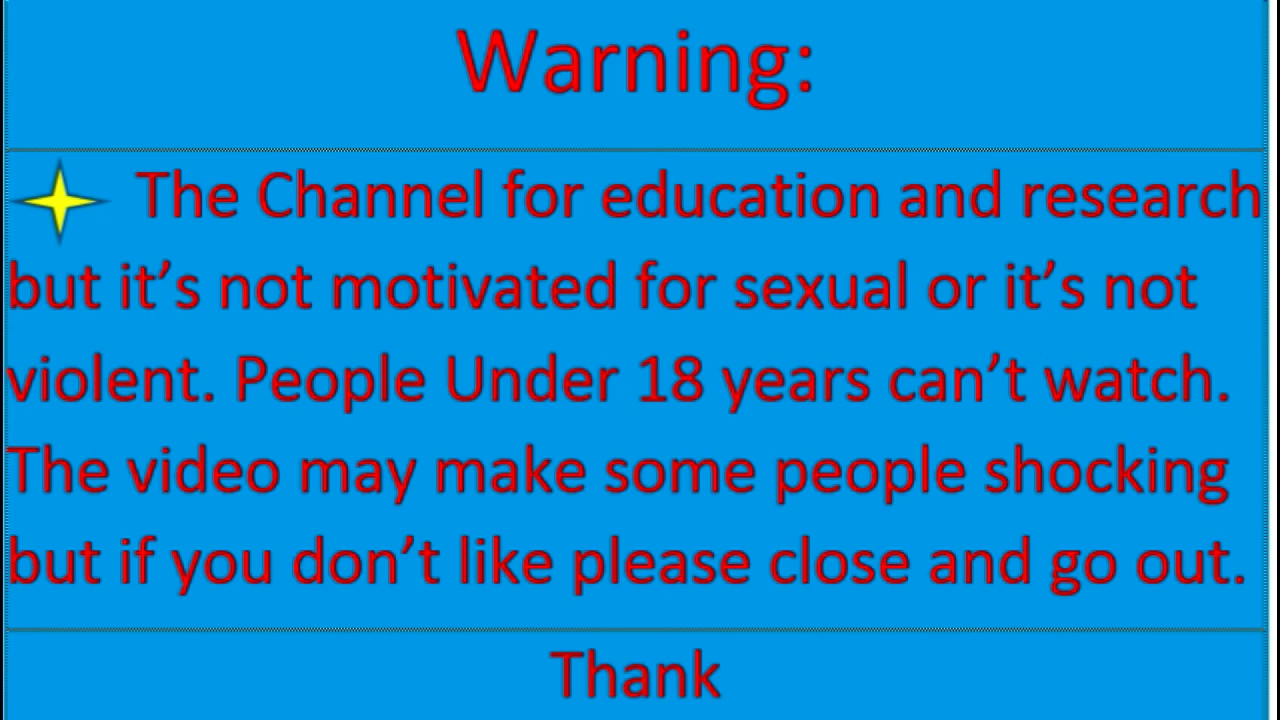 Warning:
The Channel for education and research
but it’s not motivated for sexual or it’s not
violent. People Under 18 years can’t watch.
The video may make some people shocking
but if you don’t like please close and go out.
Thank